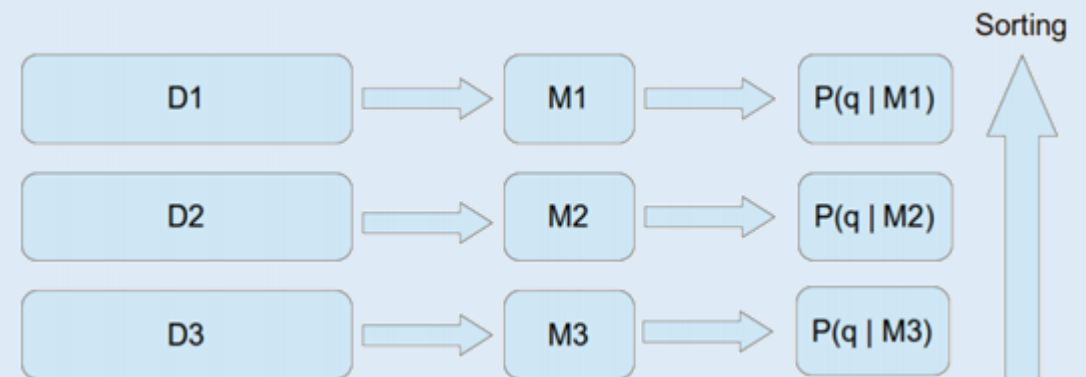 Sorting
D1 M1 P(q | M1)
D2 M2 P(q | M2)
D3 M3 P(q | M3)